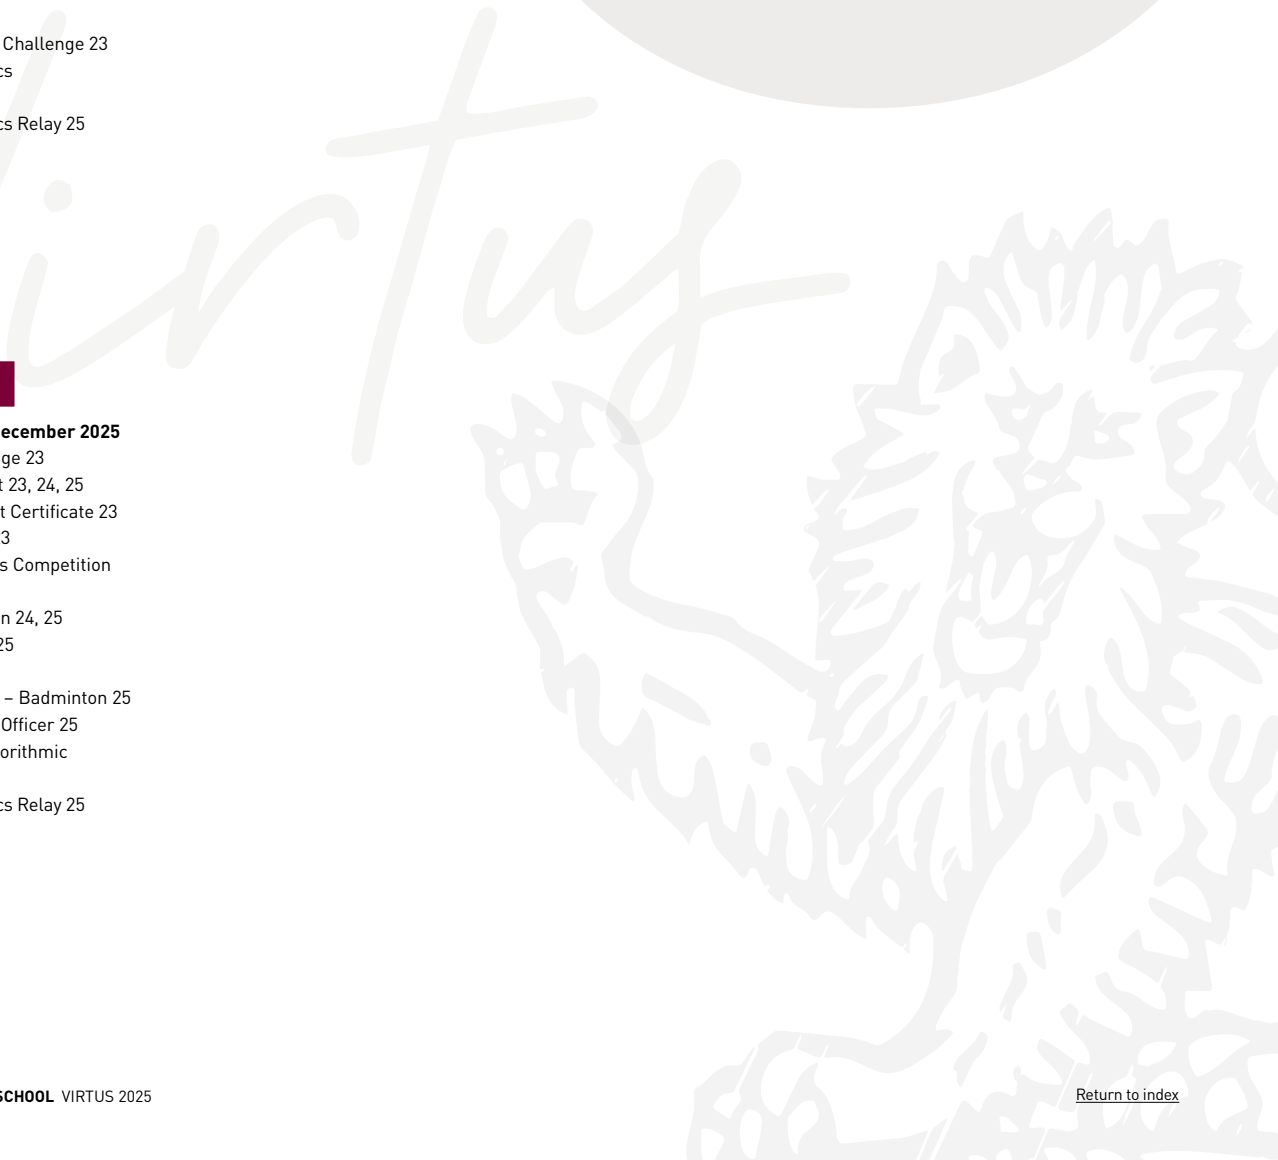 Challenge 23
cs
cs Relay 25
irtus
ecember 2025
ge 23
t 23, 24, 25
t Certificate 23
3
s Competition
n 24, 25
25
– Badminton 25
Officer 25
orithmic
cs Relay 25
SCHOOL VIRTUS 2025
Return to index